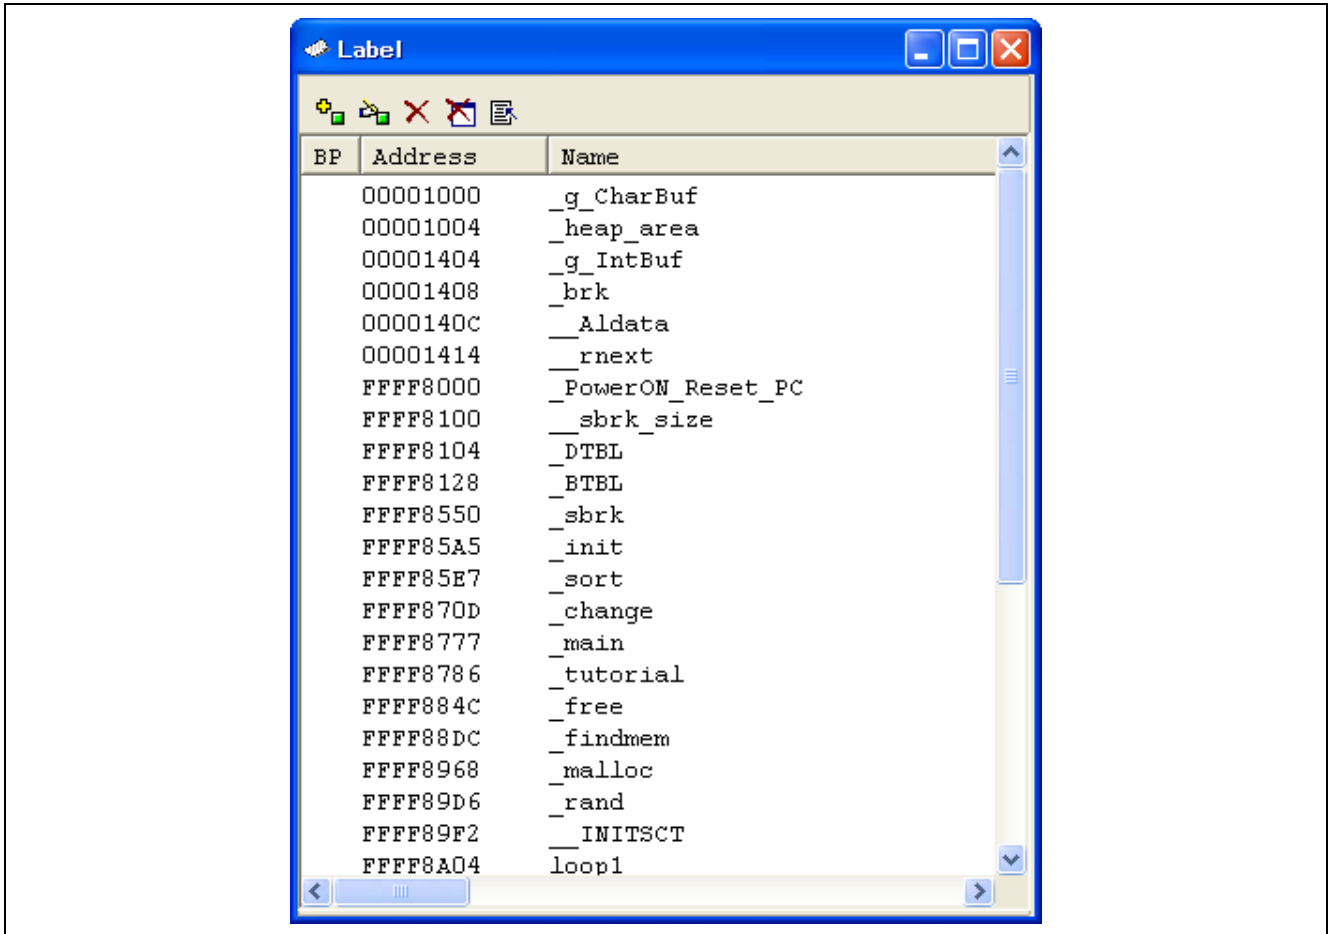 Label
BP Address Name
00001000 _g_CharBuf
00001004 _heap_area
00001404 _g_IntBuf
00001408 _brk
0000140C __Aldata
00001414 __rnext
FFFF8000 _PowerON_Reset_PC
FFFF8100 __sbrk_size
FFFF8104 _DTBL
FFFF8128 _BTBL
FFFF8550 _sbrk
FFFF85A5 _init
FFFF85E7 _sort
FFFF870D _change
FFFF8777 _main
FFFF8786 _tutorial
FFFF884C _free
FFFF88DC _findmem
FFFF8968 _malloc
FFFF89D6 _rand
FFFF89F2 __INITSCT
FFFF8A04 loop1